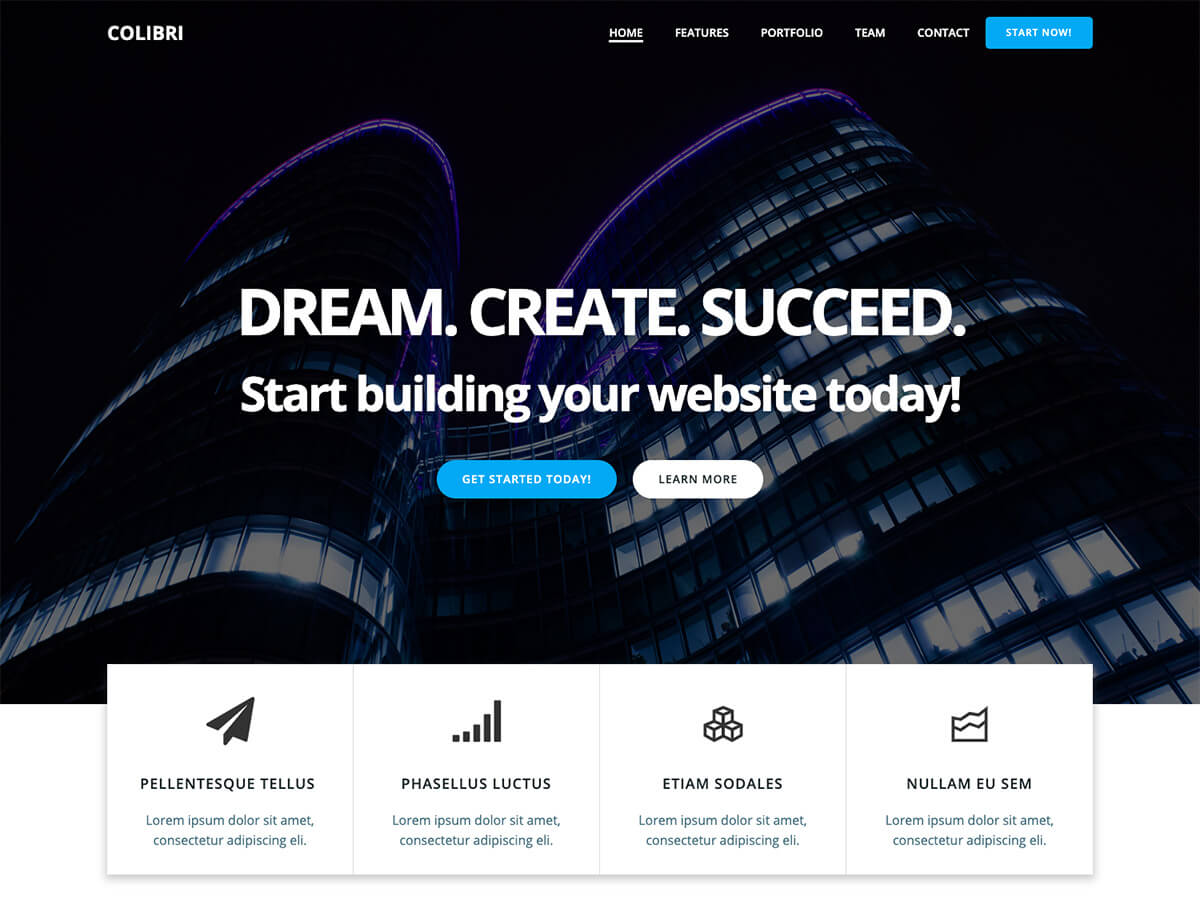 COLIBRI
HOME FEATURES PORTFOLIO TEAM CONTACT START NOW!
DREAM. CREATE. SUCCEED.
Start building your website today!
GET STARTED TODAY! LEARN MORE
PELLENTESQUE TELLUS
Lorem ipsum dolor sit amet,
consectetur adipiscing eli.
PHASELLUS LUCTUS
Lorem ipsum dolor sit amet,
consectetur adipiscing eli.
ETIAM SODALES
Lorem ipsum dolor sit amet,
consectetur adipiscing eli.
NULLAM EU SEM
Lorem ipsum dolor sit amet,
consectetur adipiscing eli.